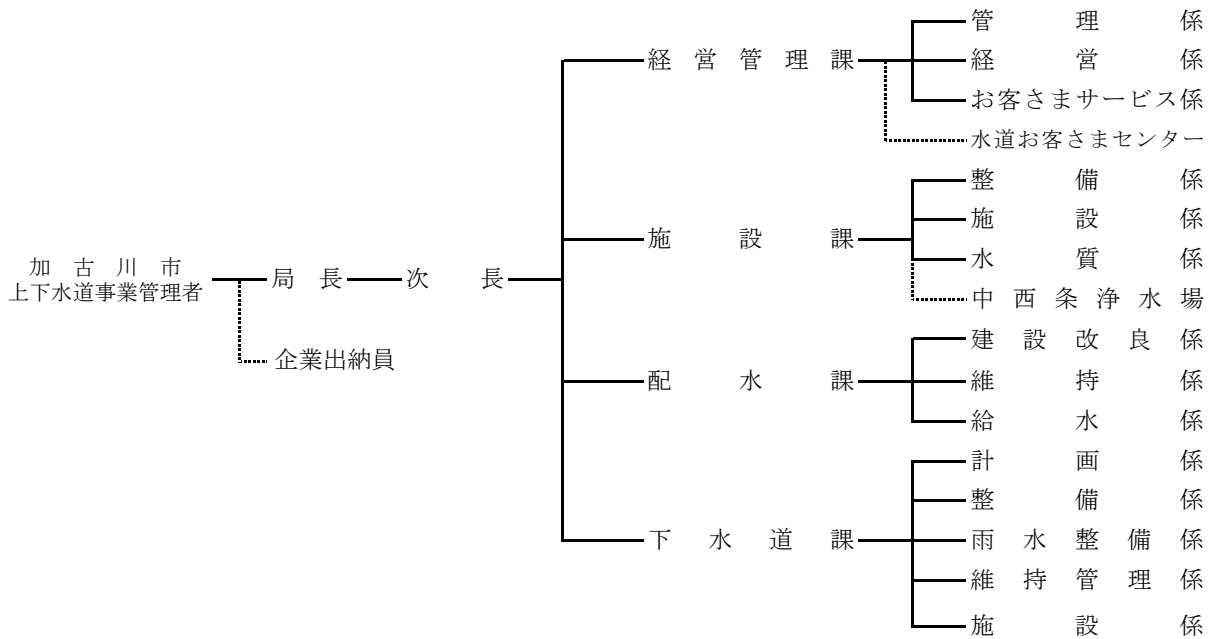 加古川市
上下水道事業管理者
局長
次長
企業出納員
経営管理課
管理係
経営係
お客さまサービス係
水道お客さまセンター
施設課
整備係
施設係
水質係
中西条浄水場
配水課
建設改良係
維持係
給水係
下水道課
計画係
整備係
雨水整備係
維持管理係
施設係